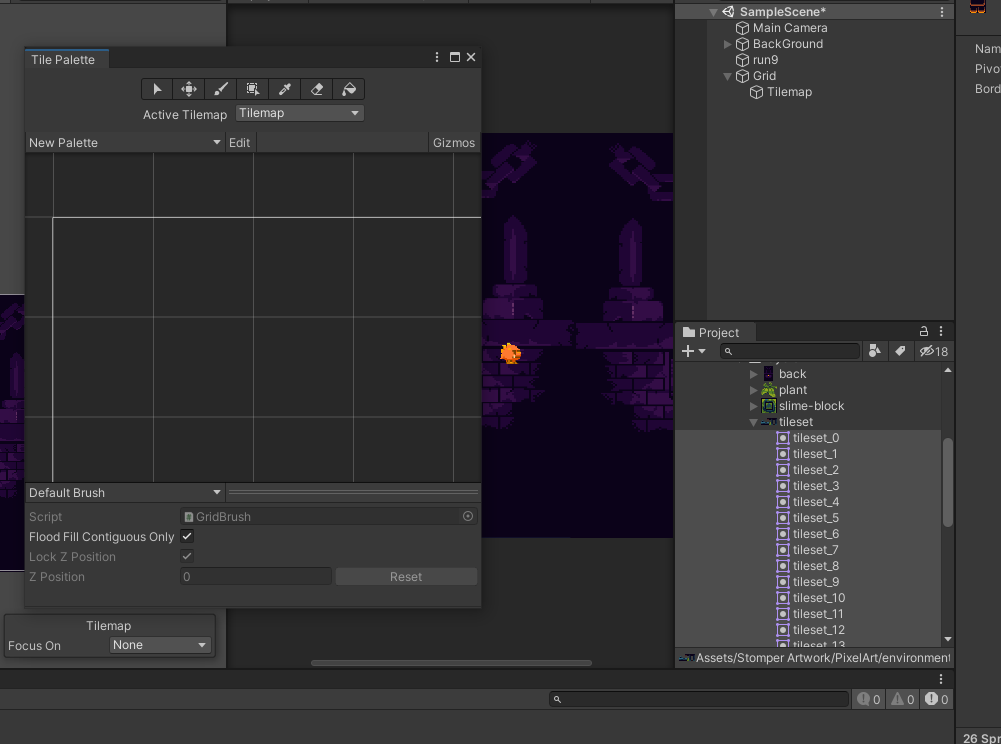 SampleScene*
Main Camera
BackGround
run9
Grid
Tilemap
Tile Palette
Active Tilemap
Tilemap
New Palette
Edit
Gizmos
Default Brush
Script
GridBrush
Flood Fill Contiguous Only
Lock Z Position
Z Position
0
Reset
Tilemap
Focus On
None
Project
18
back
plant
slime-block
tileset
tileset_0
tileset_1
tileset_2
tileset_3
tileset_4
tileset_5
tileset_6
tileset_7
tileset_8
tileset_9
tileset_10
tileset_11
tileset_12
tileset_13
Assets/Stomper Artwork/PixelArt/environment
0
0
0
Nam
Pivo
Bord
26 Spr